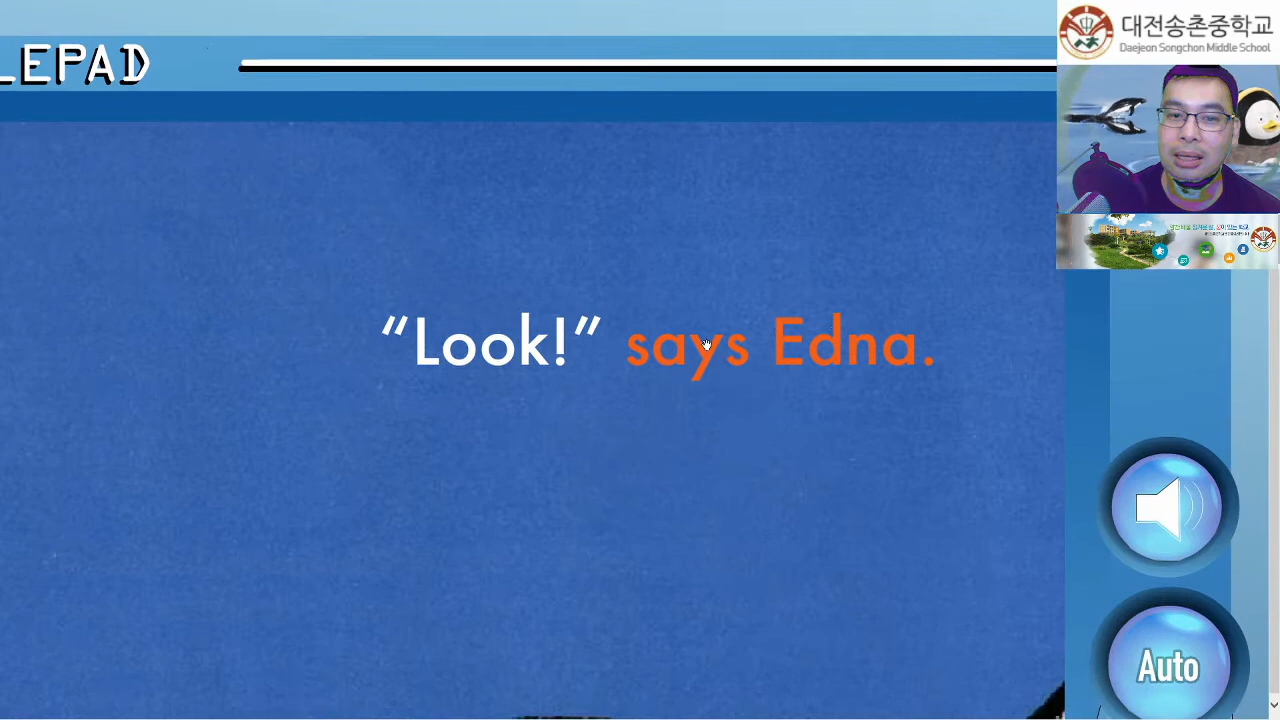 LEPAD
대전송촌중학교
Daejeon Songchon Middle School
“Look!” says Edna.
Auto